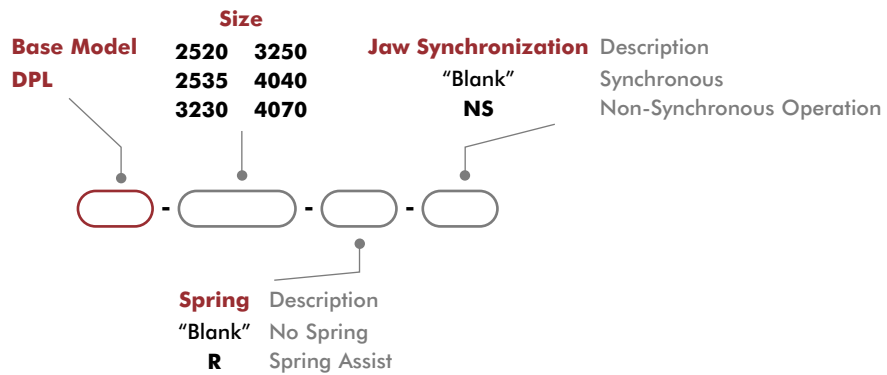 Size
Base Model 2520 3250 Jaw Synchronization Description
DPL 2535 4040 “Blank” Synchronous
3230 4070 NS Non-Synchronous Operation
- - -
Spring Description
“Blank” No Spring
R Spring Assist